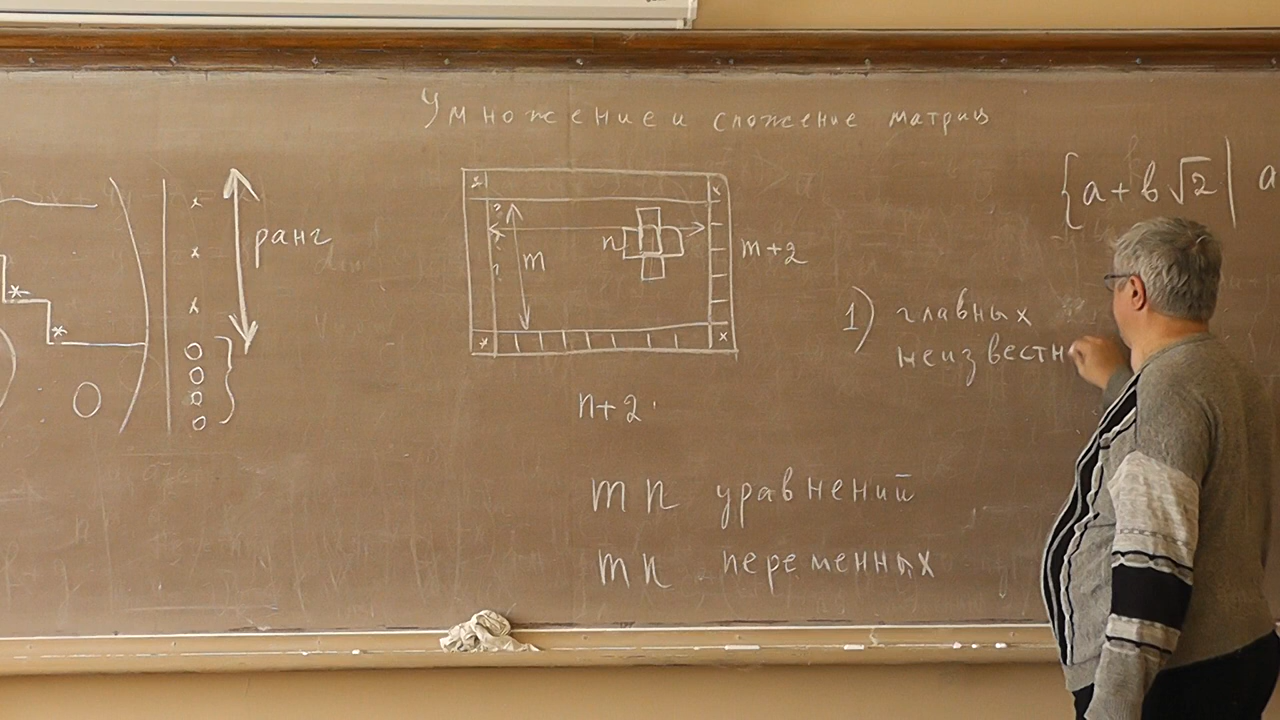 Умножение и сложение матриц
{a+b√2| a
ранг
n
m
m+2
1) главных
неизвестн
n+2
mn уравнений
mn переменных